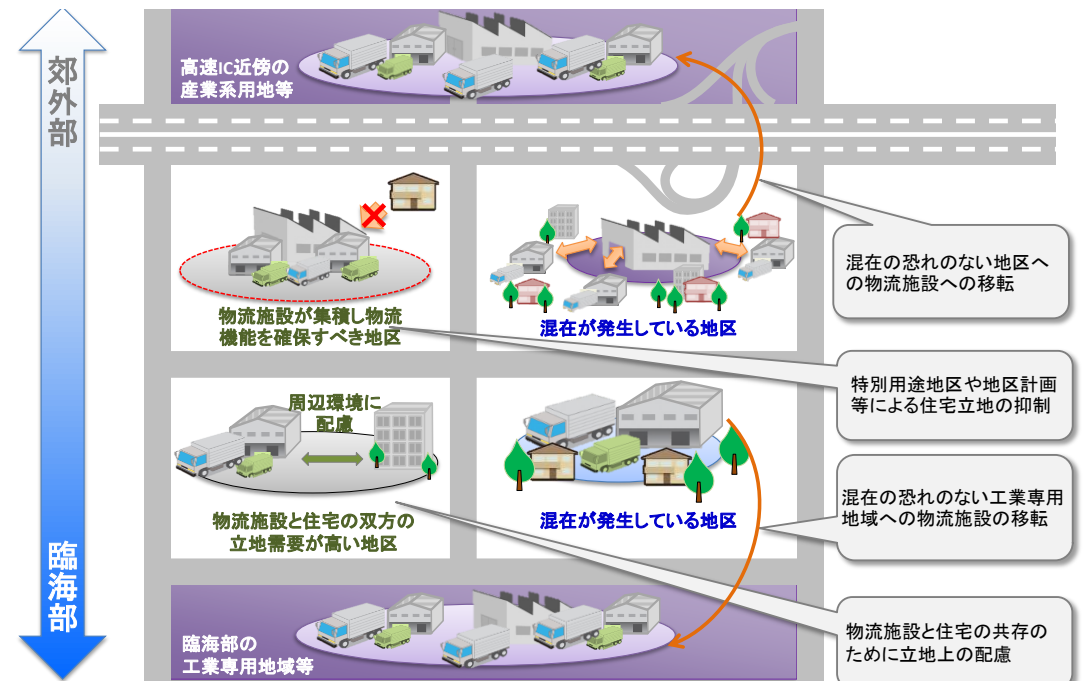 郊外部
高速IC近傍の
産業系用地等
物流施設が集積し物流
機能を確保すべき地区
混在が発生している地区
混在の恐れのない地区へ
の物流施設への移転
特別用途地区や地区計画
等による住宅立地の抑制
周辺環境に
配慮
物流施設と住宅の双方の
立地需要が高い地区
混在が発生している地区
混在の恐れのない工業専用
地域への物流施設の移転
臨海部
臨海部の
工業専用地域等
物流施設と住宅の共存の
ために立地上の配慮